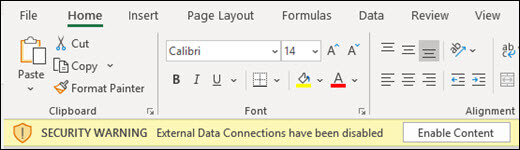 File Home Insert Page Layout Formulas Data Review View
Cut
Copy
Format Painter
Paste
Calibri 14 A A
B I U A
ab
Clipboard Font Alignment
SECURITY WARNING External Data Connections have been disabled Enable Content